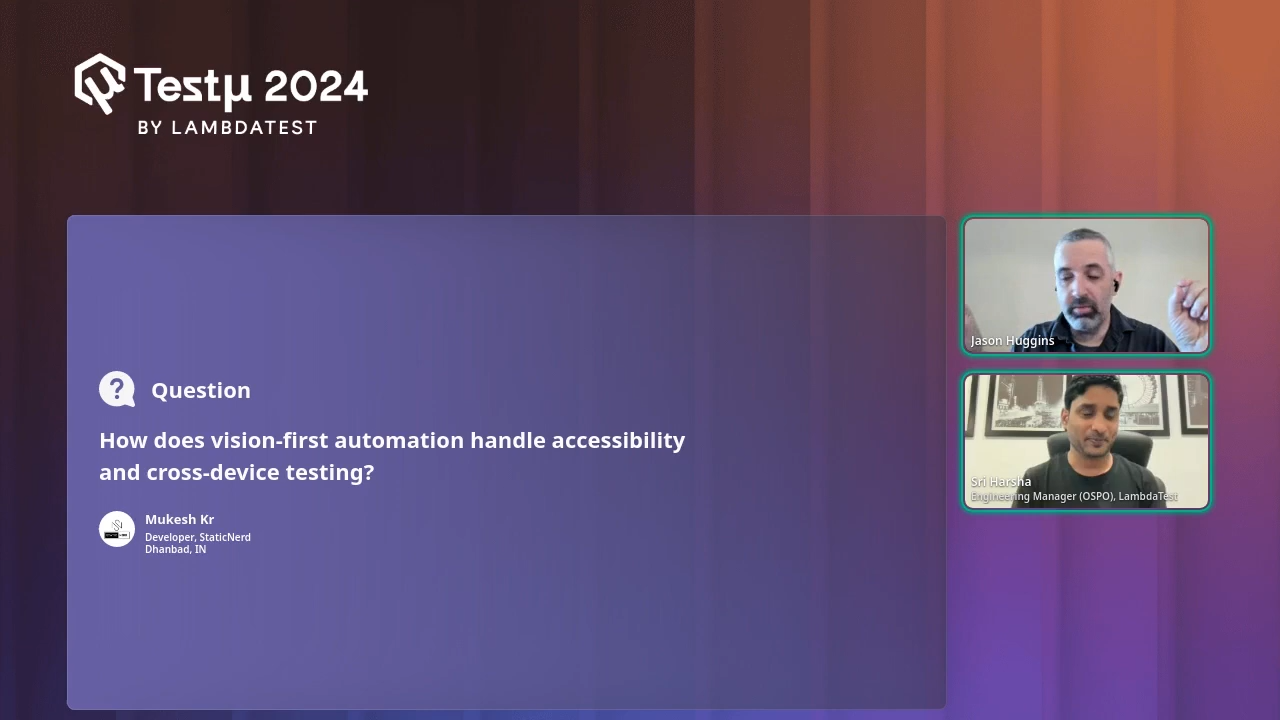 Testμ 2024
BY LAMBDATEST
Question
How does vision-first automation handle accessibility
and cross-device testing?
Mukesh Kr
Developer, StaticNerd
Dhanbad, IN
Jason Huggins
Sri Harsha
Engineering Manager (OSPO), LambdaTest